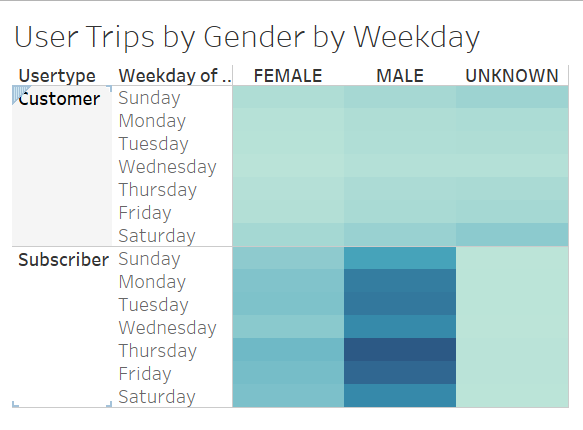 User Trips by Gender by Weekday
Usertype Weekday of .. FEMALE MALE UNKNOWN
Customer Sunday
Monday
Tuesday
Wednesday
Thursday
Friday
Saturday
Subscriber Sunday
Monday
Tuesday
Wednesday
Thursday
Friday
Saturday